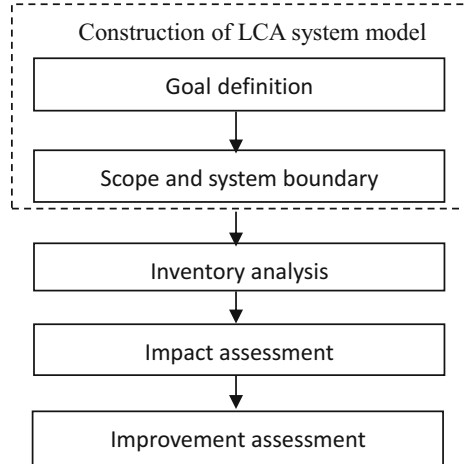 Construction of LCA system model
Goal definition
Scope and system boundary
Inventory analysis
Impact assessment
Improvement assessment